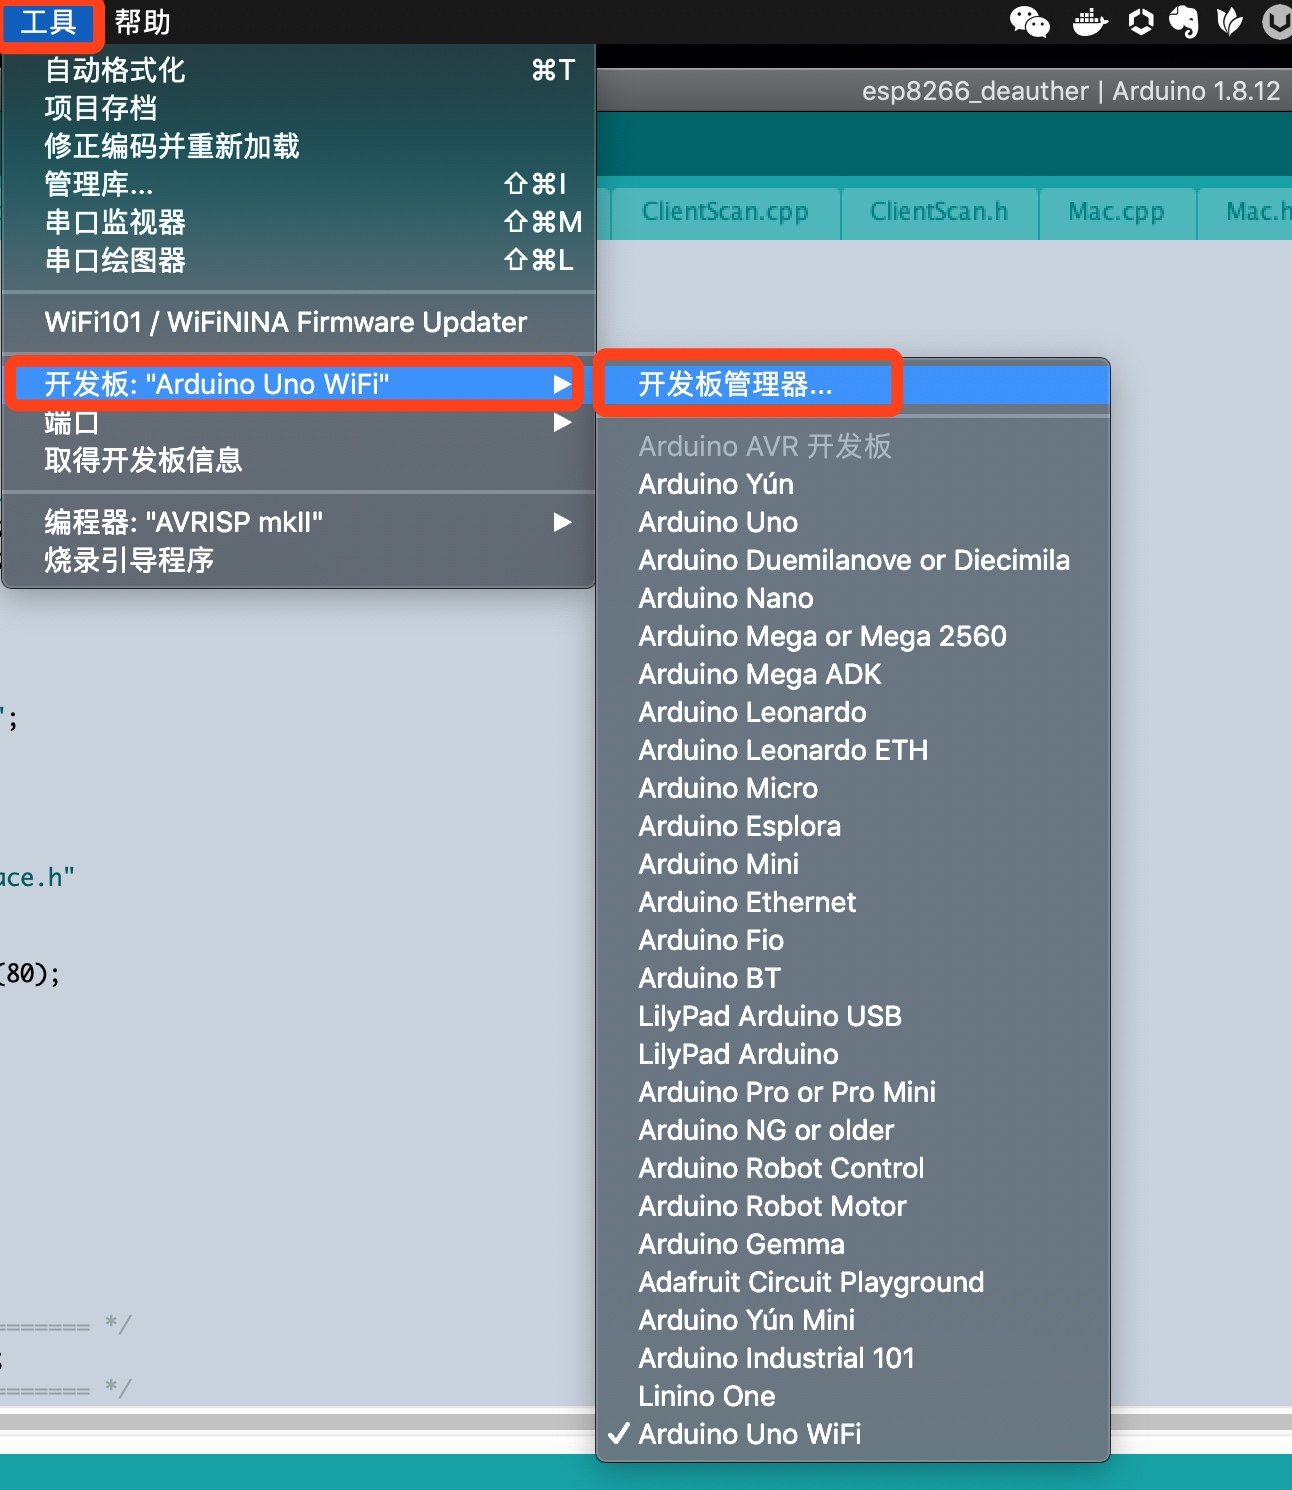 工具 帮助
自动格式化 ⌘T
项目存档
修正编码并重新加载
管理库... ⇧⌘I
串口监视器 ⇧⌘M
串口绘图器 ⇧⌘L
WiFi101 / WiFiNINA Firmware Updater
开发板: "Arduino Uno WiFi"
端口
取得开发板信息
编程器: "AVRISP mkII"
烧录引导程序
esp8266_deauther | Arduino 1.8.12
ClientScan.cpp ClientScan.h Mac.cpp Mac.h
开发板管理器...
Arduino AVR 开发板
Arduino Yún
Arduino Uno
Arduino Duemilanove or Diecimila
Arduino Nano
Arduino Mega or Mega 2560
Arduino Mega ADK
Arduino Leonardo
Arduino Leonardo ETH
Arduino Micro
Arduino Esplora
Arduino Mini
Arduino Ethernet
Arduino Fio
Arduino BT
LilyPad Arduino USB
LilyPad Arduino
Arduino Pro or Pro Mini
Arduino NG or older
Arduino Robot Control
Arduino Robot Motor
Arduino Gemma
Adafruit Circuit Playground
Arduino Yún Mini
Arduino Industrial 101
Linino One
✓ Arduino Uno WiFi
";
ace.h"
(80);
======= */
======= */